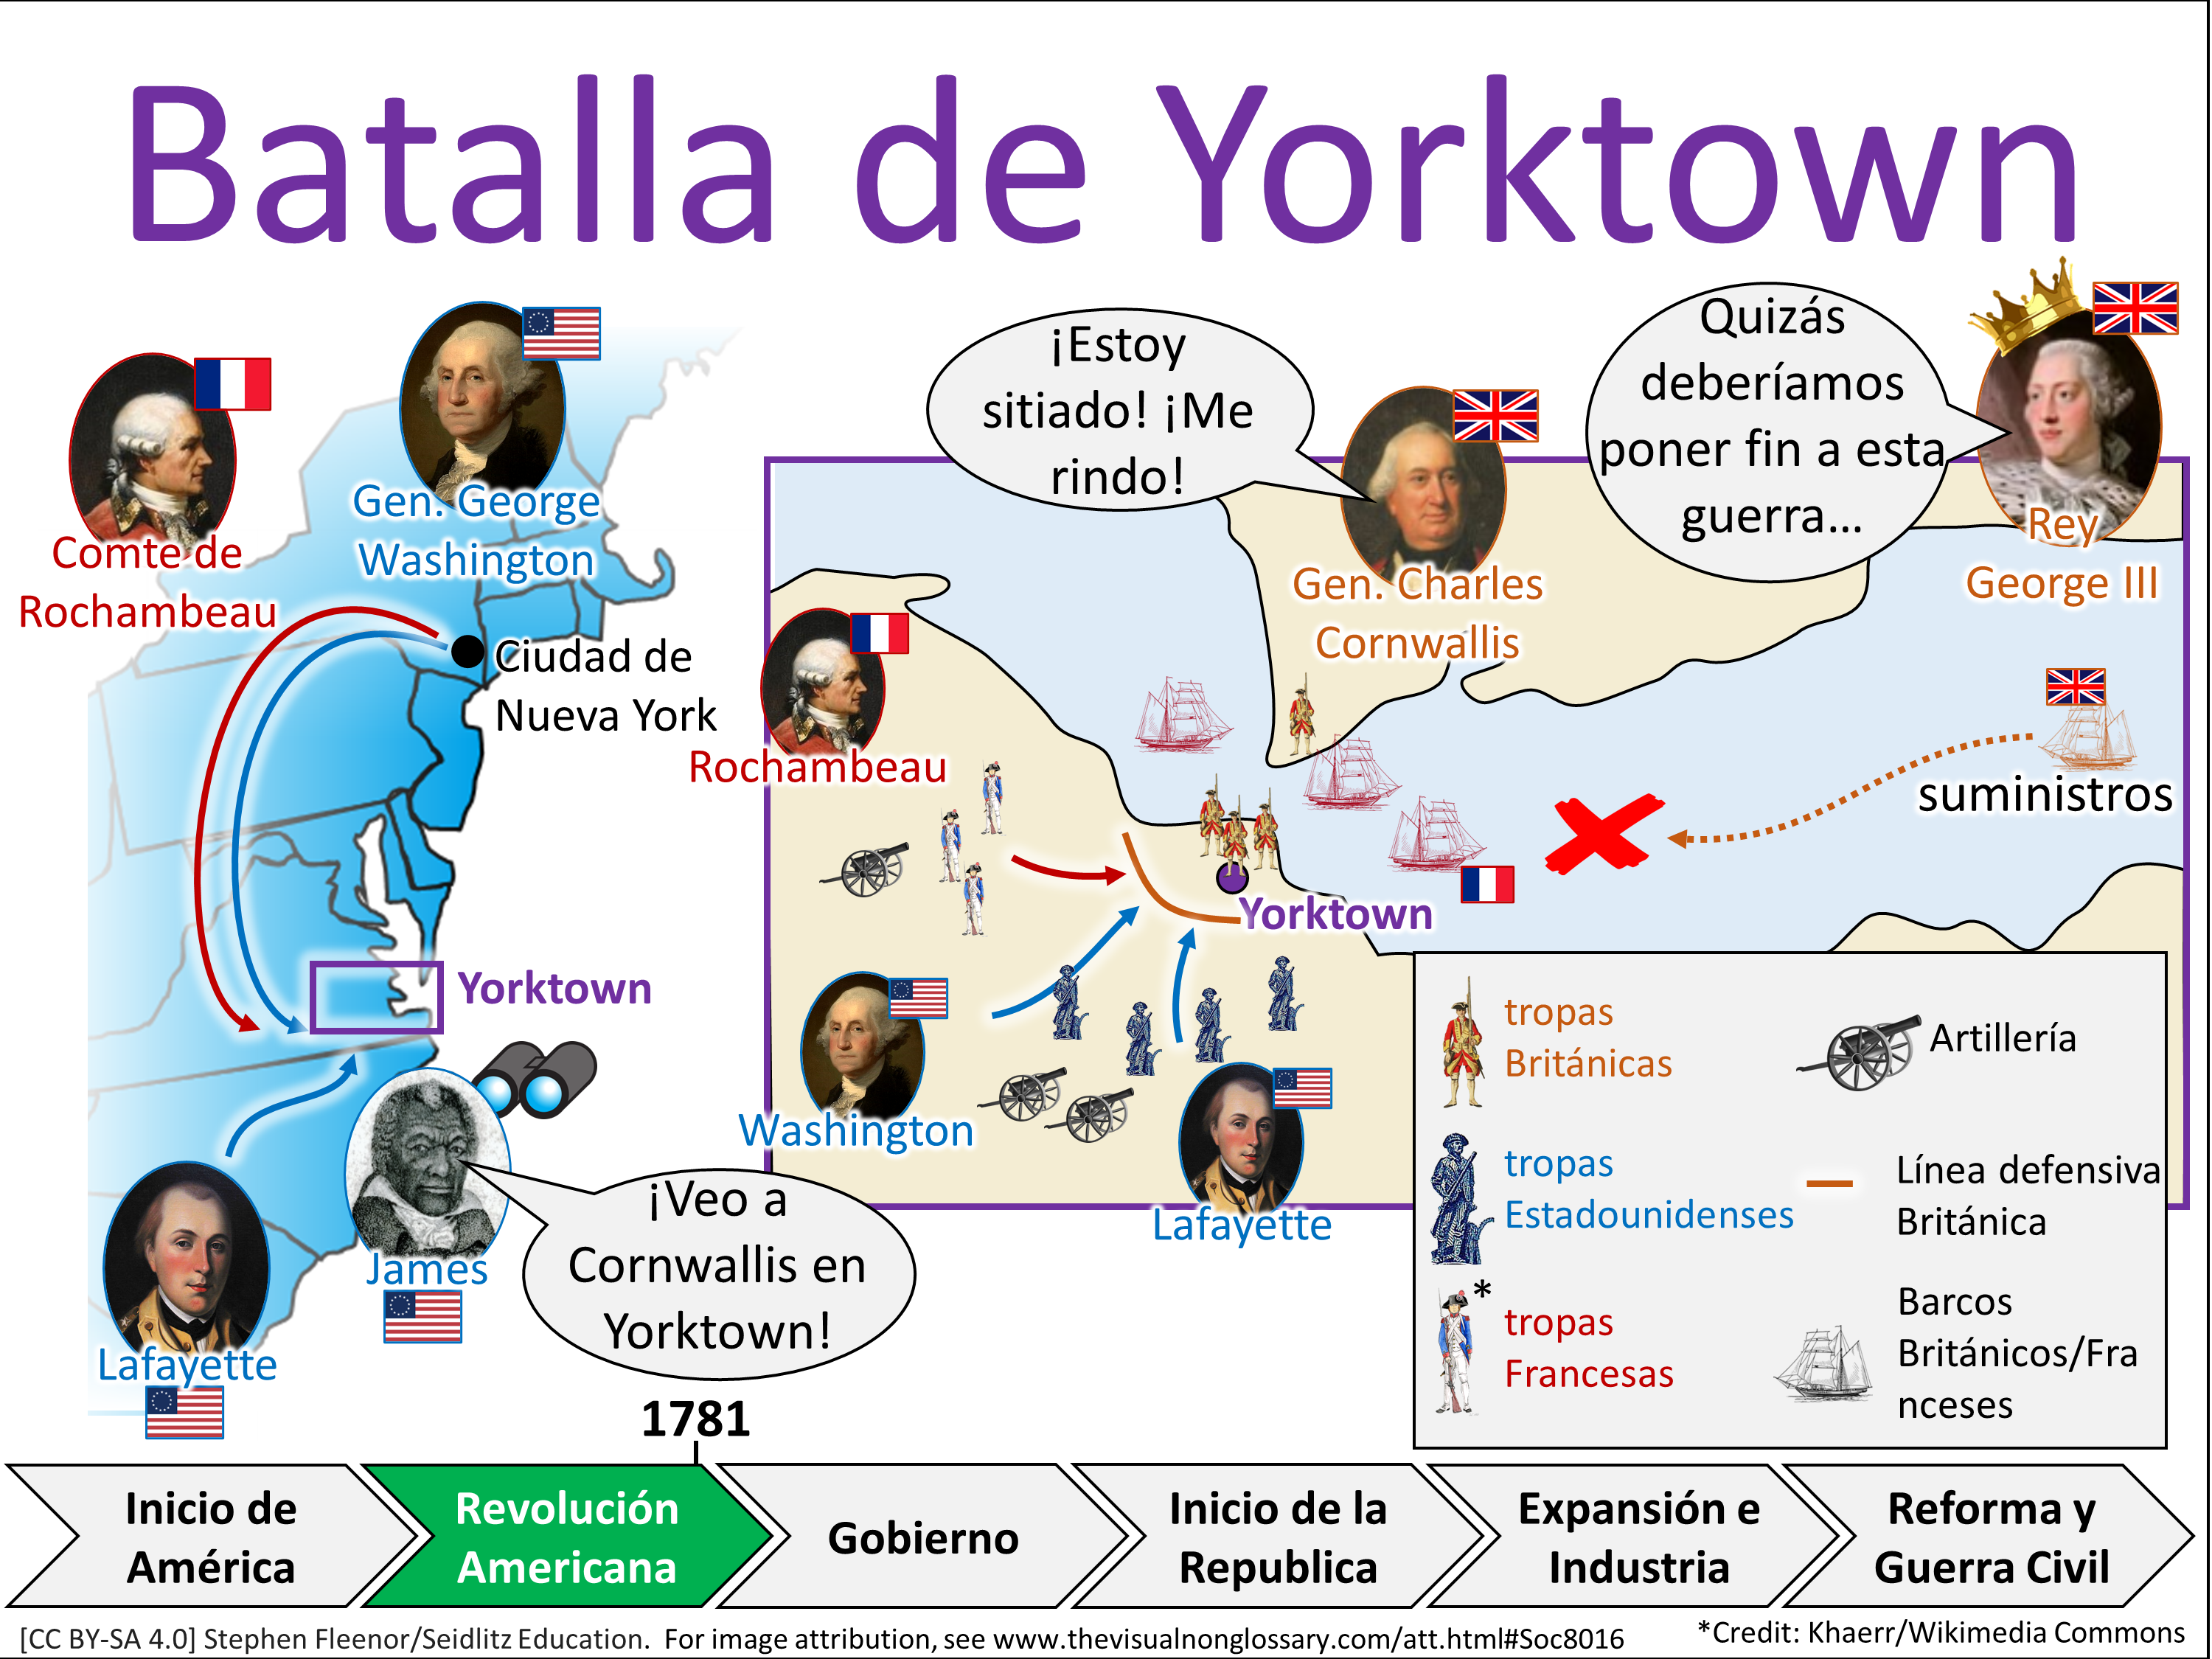 Batalla de Yorktown
Comte de
Rochambeau
Gen. George
Washington
Ciudad de
Nueva York
Yorktown
James
¡Veo a
Cornwallis en
Yorktown!
Lafayette
¡Estoy
sitiado! ¡Me
rindo!
Gen. Charles
Cornwallis
Quizás
deberíamos
poner fin a esta
guerra...
Rey
George III
Rochambeau
suministros
Yorktown
Washington
Lafayette
tropas
Británicas
Artillería
tropas
Estadounidenses
Línea defensiva
Británica
*
tropas
Francesas
Barcos
Británicos/Fra
nceses
1781
Inicio de
América
Revolución
Americana
Gobierno
Inicio de la
Republica
Expansión e
Industria
Reforma y
Guerra Civil
[CC BY-SA 4.0] Stephen Fleenor/Seidlitz Education. For image attribution, see www.thevisualnonglossary.com/att.html#Soc8016
*Credit: Khaerr/Wikimedia Commons